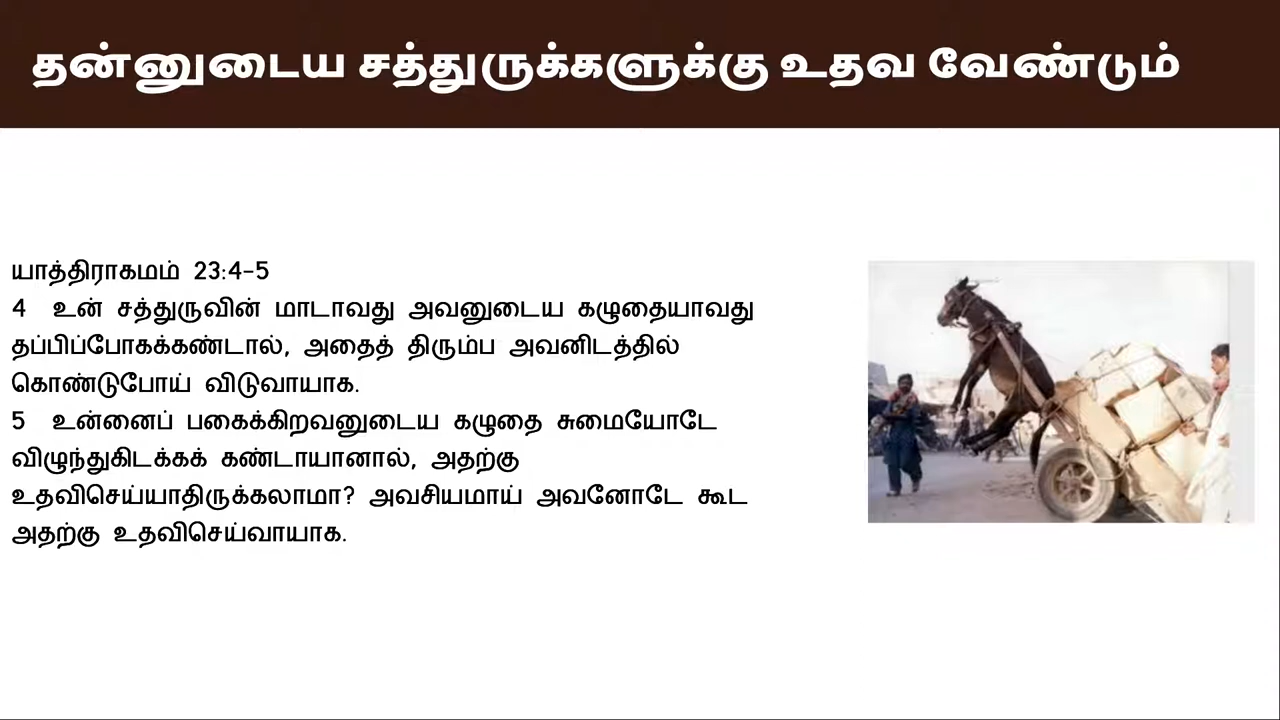 தன்னுடைய சத்துருக்களுக்கு உதவ வேண்டும்
யாத்திராகமம் 23:4-5
4 உன் சத்துருவின் மாடாவது அவனுடைய கழுதையாவது
தப்பிப்போகக்கண்டால், அதைத் திரும்ப அவனிடத்தில்
கொண்டுபோய் விடுவாயாக.
5 உன்னைப் பகைக்கிறவனுடைய கழுதை சுமையோடே
விழுந்துகிடக்கக் கண்டாயானால், அதற்கு
உதவிசெய்யாதிருக்கலாமா? அவசியமாய் அவனோடே கூட
அதற்கு உதவிசெய்வாயாக.